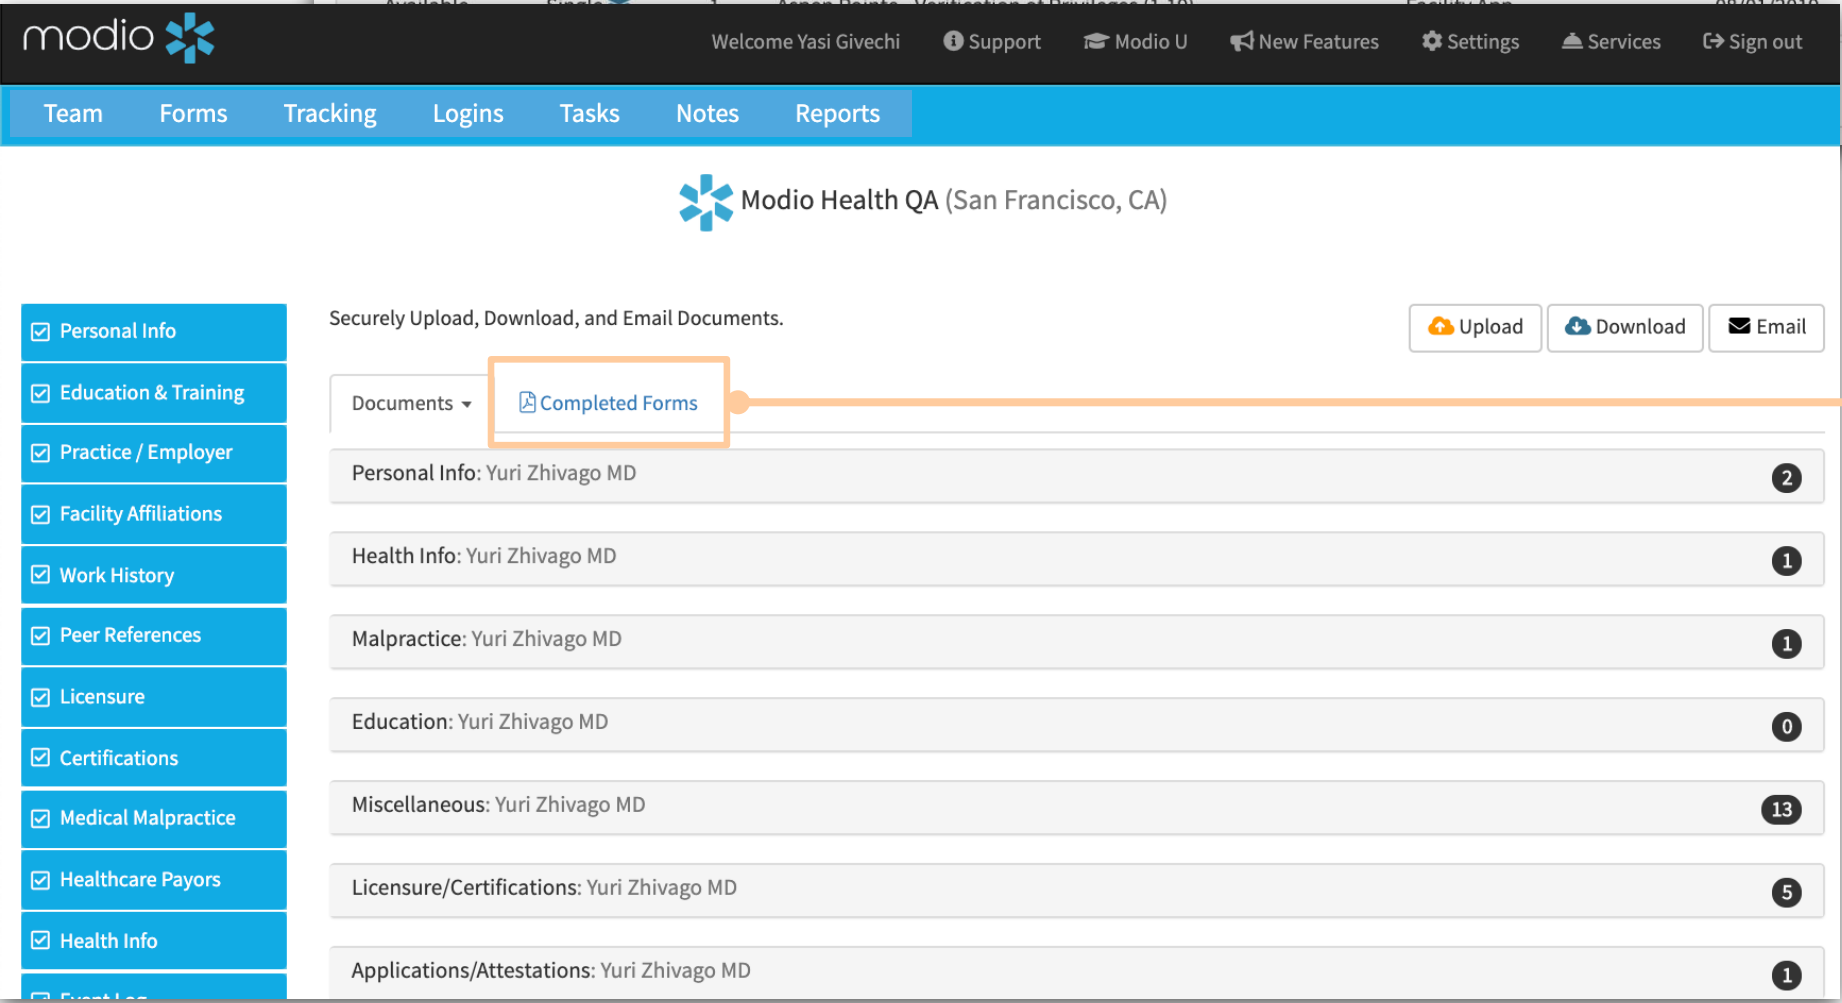 modio
Welcome Yasi Givechi Support Modio U New Features Settings Services Sign out
Team Forms Tracking Logins Tasks Notes Reports
Modio Health QA (San Francisco, CA)
Securely Upload, Download, and Email Documents.
Upload Download Email
Documents Completed Forms
Personal Info
Education & Training
Practice / Employer
Facility Affiliations
Work History
Peer References
Licensure
Certifications
Medical Malpractice
Healthcare Payors
Health Info
Personal Info: Yuri Zhivago MD 2
Health Info: Yuri Zhivago MD 1
Malpractice: Yuri Zhivago MD 1
Education: Yuri Zhivago MD 0
Miscellaneous: Yuri Zhivago MD 13
Licensure/Certifications: Yuri Zhivago MD 5
Applications/Attestations: Yuri Zhivago MD 1